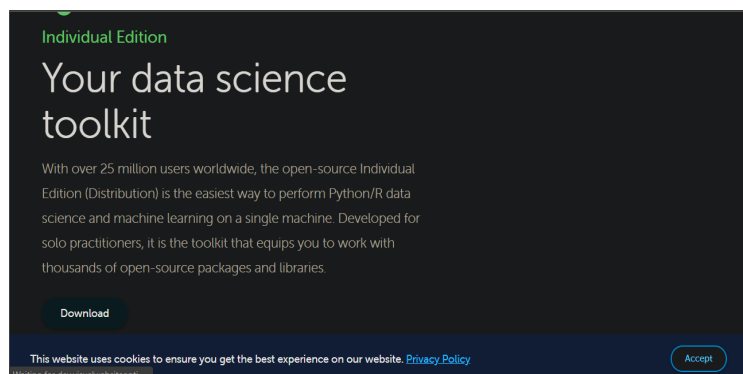 Individual Edition
Your data science
toolkit
With over 25 million users worldwide, the open-source Individual
Edition (Distribution) is the easiest way to perform Python/R data
science and machine learning on a single machine. Developed for
solo practitioners, it is the toolkit that equips you to work with
thousands of open-source packages and libraries.
Download
This website uses cookies to ensure you get the best experience on our website. Privacy Policy
Accept